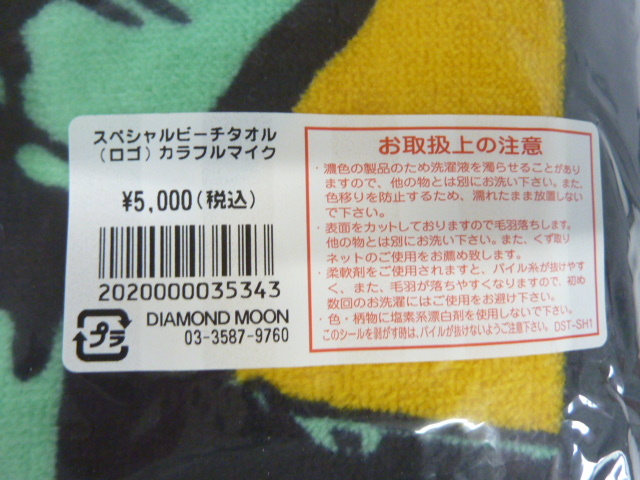 スペシャルビーチタオル
（ロゴ）カラフルマイク
¥5,000（税込）
2020000035343
プラ
DIAMOND MOON
03-3587-9760
お取扱上の注意
・濃色の製品のため洗濯液を濁らせることがあり
ますので、他の物とは別にお洗い下さい。また、
色移りを防止するため、濡れたまま放置しない
で下さい。
・表面をカットしておりますので毛羽落ちします。
他の物とは別にお洗い下さい。また、くず取り
ネットのご使用をお薦め致します。
・柔軟剤をご使用されますと、パイル糸が抜けやす
く、また、毛羽が落ちやすくなりますので、初め
数回のお洗濯にはご使用をお避け下さい。
・色・柄物に塩素系漂白剤を使用しないで下さい。
このシールを剥がす時は、パイルが抜けないようご注意下さい。 DST-SH1